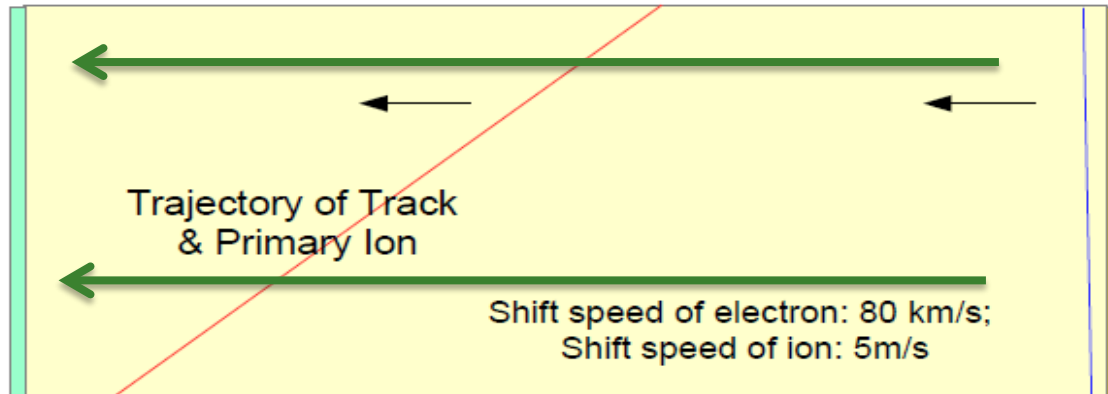 Trajectory of Track
& Primary Ion
Shift speed of electron: 80 km/s;
Shift speed of ion: 5m/s